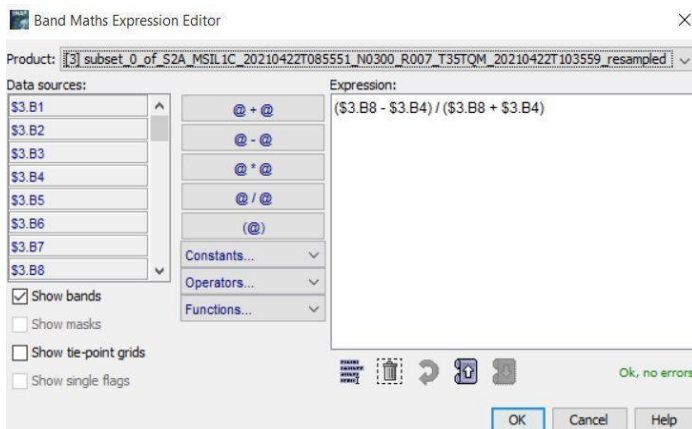 Band Maths Expression Editor
Product: [3] subset_0_of_S2A_MSIL1C_20210422T085551_N0300_R007_T35TQM_20210422T103559_resampled
Data sources:
Expression:
$3.B1
$3.B2
$3.B3
$3.B4
$3.B5
$3.B6
$3.B7
$3.B8
@ + @
@ - @
@ * @
@ / @
(@)
Constants...
Operators...
Functions...
($3.B8 - $3.B4) / ($3.B8 + $3.B4)
Show bands
Show masks
Show tie-point grids
Show single flags
Ok, no errors
OK
Cancel
Help